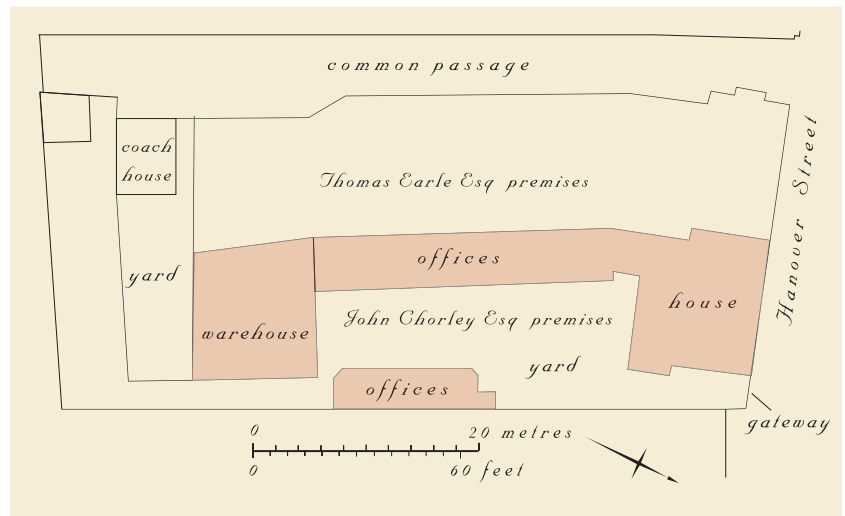 common passage
coach
house
Thomas Earle Esq premises
Hanover Street
offices
yard
house
John Chorley Esq premises
warehouse
yard
offices
gateway
0 20 metres
0 60 feet